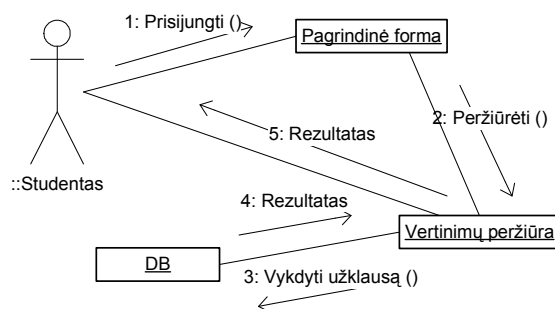 1: Prisijungti ()
Pagrindinė forma
2: Peržiūrėti ()
5: Rezultatas
::Studentas
4: Rezultatas
Vertinimų peržiūra
DB
3: Vykdyti užklausą ()